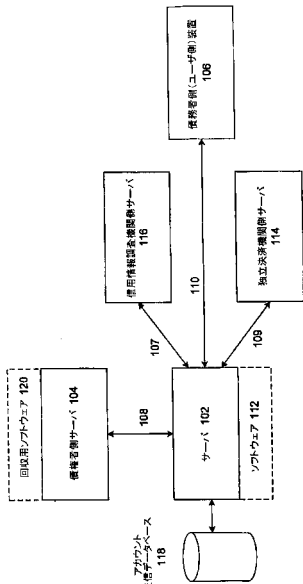 回収用ソフトウェア 120
債権者側サーバ 104
108
アカウント
信データベース
118
サーバ 102
ソフトウェア 112
107
110
109
信用情報調査機関側サーバ
116
独立決済機関側サーバ
114
債務者側(ユーザ側)装置
106